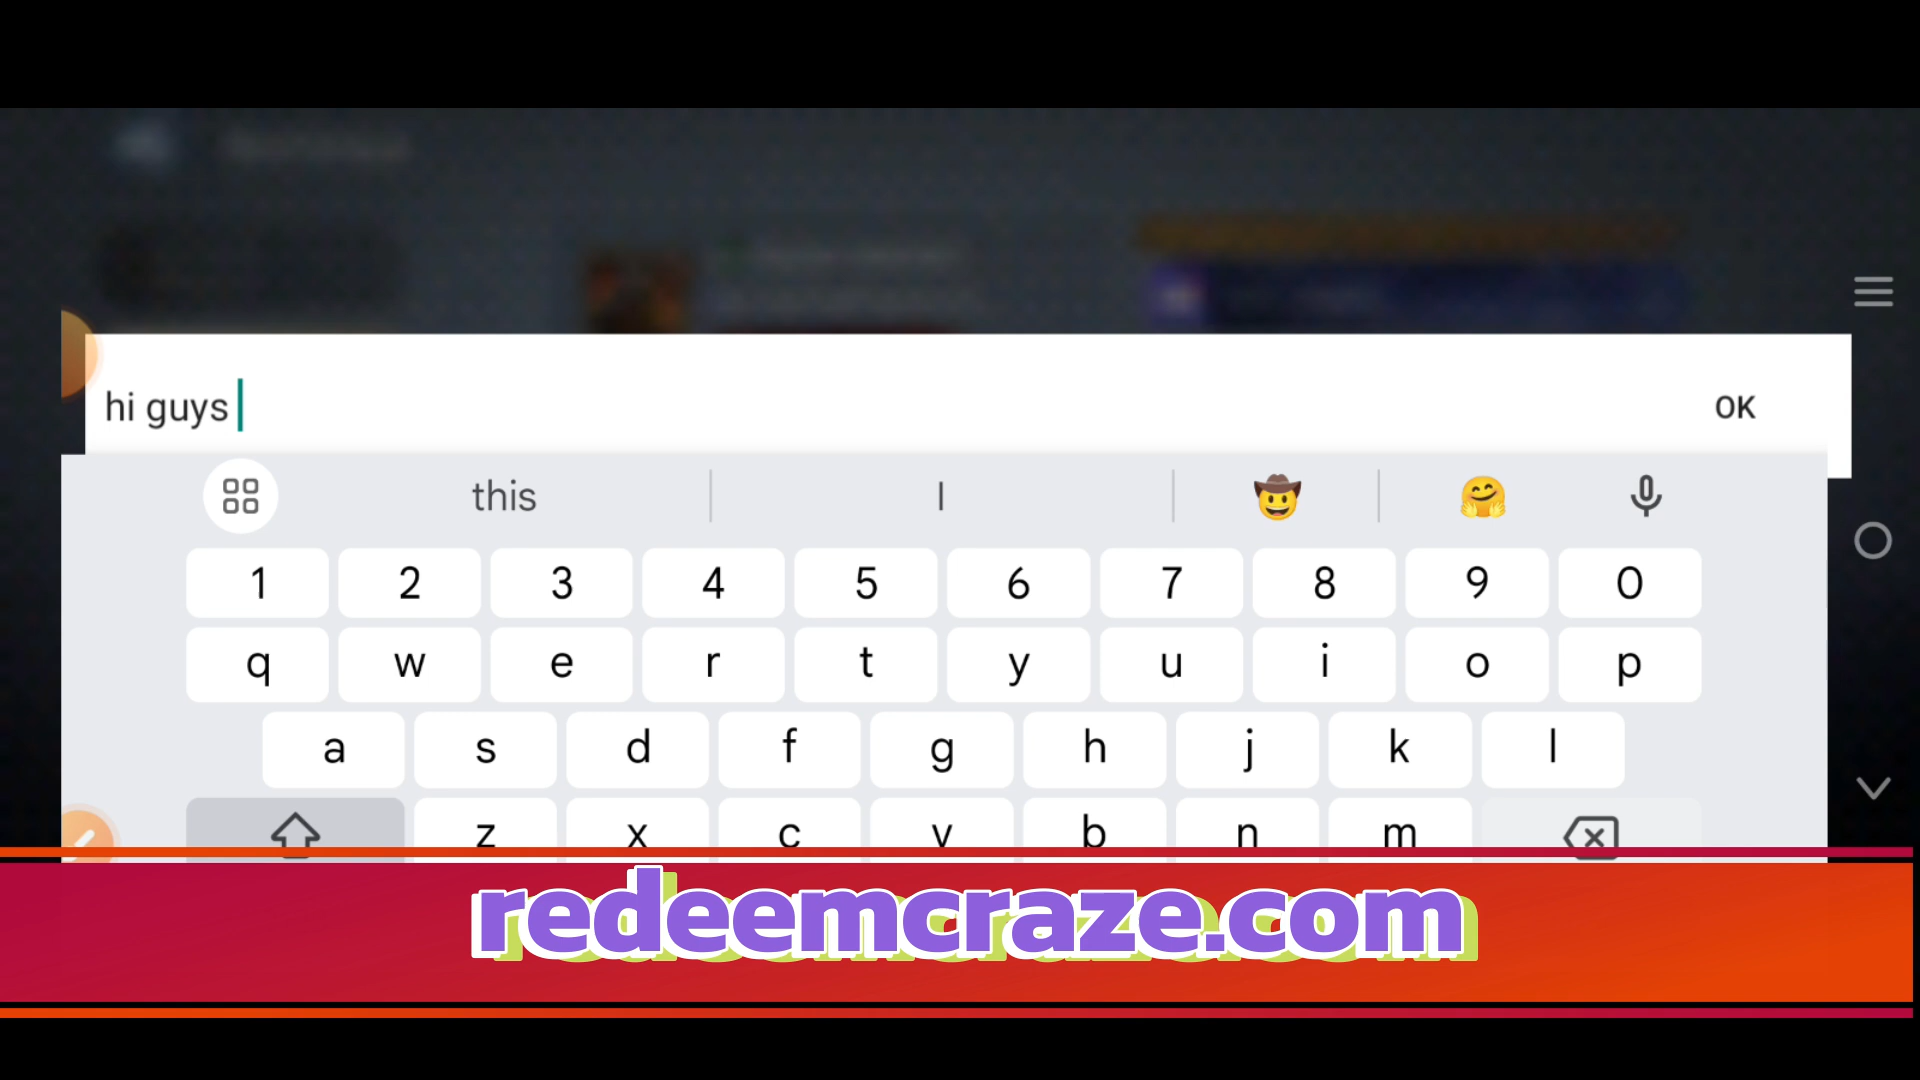 hi guys
OK
this
I
1 2 3 4 5 6 7 8 9 0
q w e r t y u i o p
a s d f g h j k l
z x c v b n m
redeemcraze.com